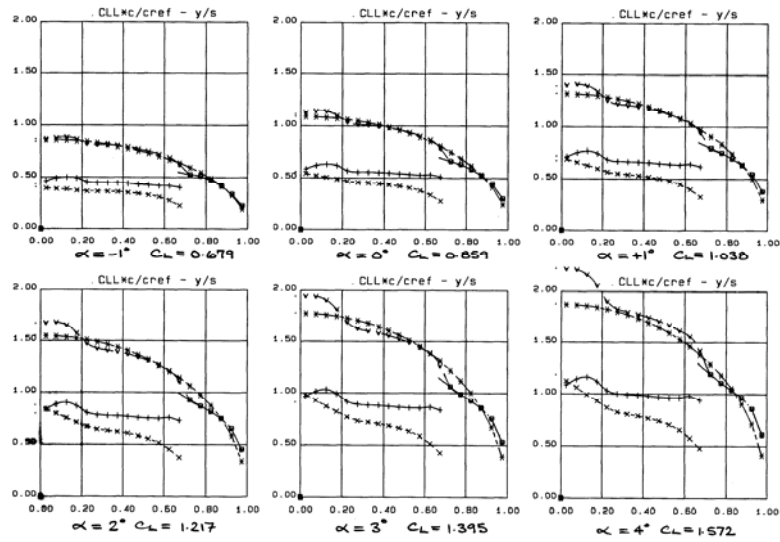 CLL*c/cref - y/s
2.00
1.50
1.00
0.50
0.00
0.00 0.20 0.40 0.60 0.80 1.00
α = -1° CL = 0.679
CLL*c/cref - y/s
2.00
1.50
1.00
0.50
0.00
0.00 0.20 0.40 0.60 0.80 1.00
α = 0° CL = 0.859
CLL*c/cref - y/s
2.00
1.50
1.00
0.50
0.00
0.00 0.20 0.40 0.60 0.80 1.00
α = +1° CL = 1.038
CLL*c/cref - y/s
2.00
1.50
1.00
0.50
0.00
0.00 0.20 0.40 0.60 0.80 1.00
α = 2° CL = 1.217
CLL*c/cref - y/s
2.00
1.50
1.00
0.50
0.00
0.00 0.20 0.40 0.60 0.80 1.00
α = 3° CL = 1.395
CLL*c/cref - y/s
2.00
1.50
1.00
0.50
0.00
0.00 0.20 0.40 0.60 0.80 1.00
α = 4° CL = 1.572